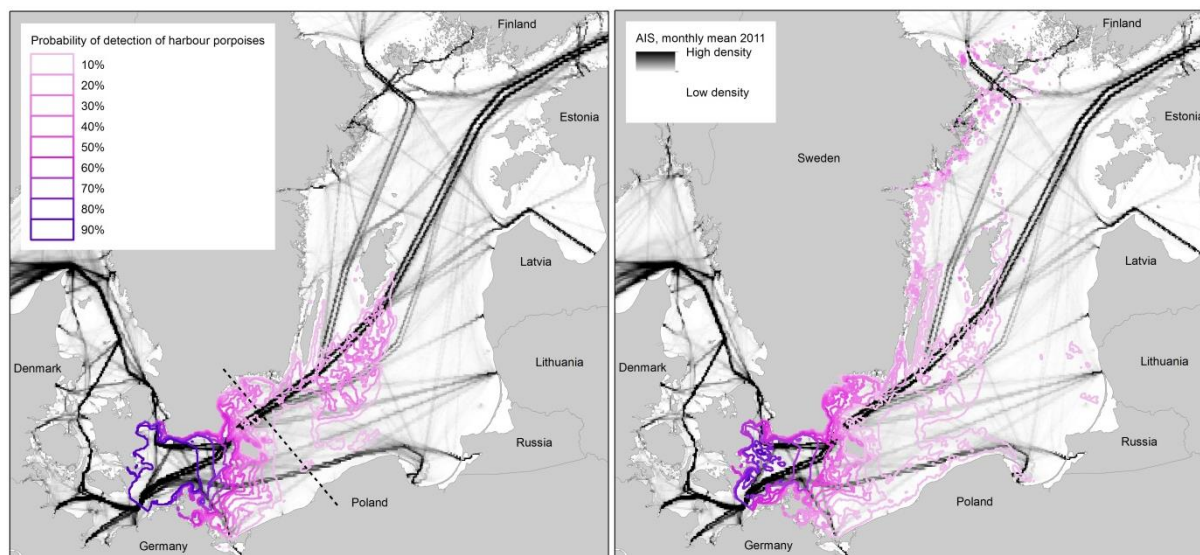 Probability of detection of harbour porpoises
10%
20%
30%
40%
50%
60%
70%
80%
90%
Finland
Estonia
Latvia
Lithuania
Denmark
Russia
Poland
Germany
AIS, monthly mean 2011
High density
Low density
Finland
Estonia
Sweden
Latvia
Lithuania
Denmark
Russia
Poland
Germany